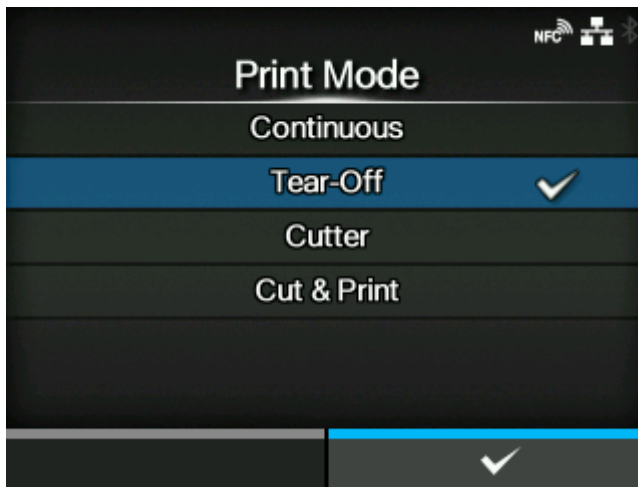 NFC
Print Mode
Continuous
Tear-Off
Cutter
Cut & Print